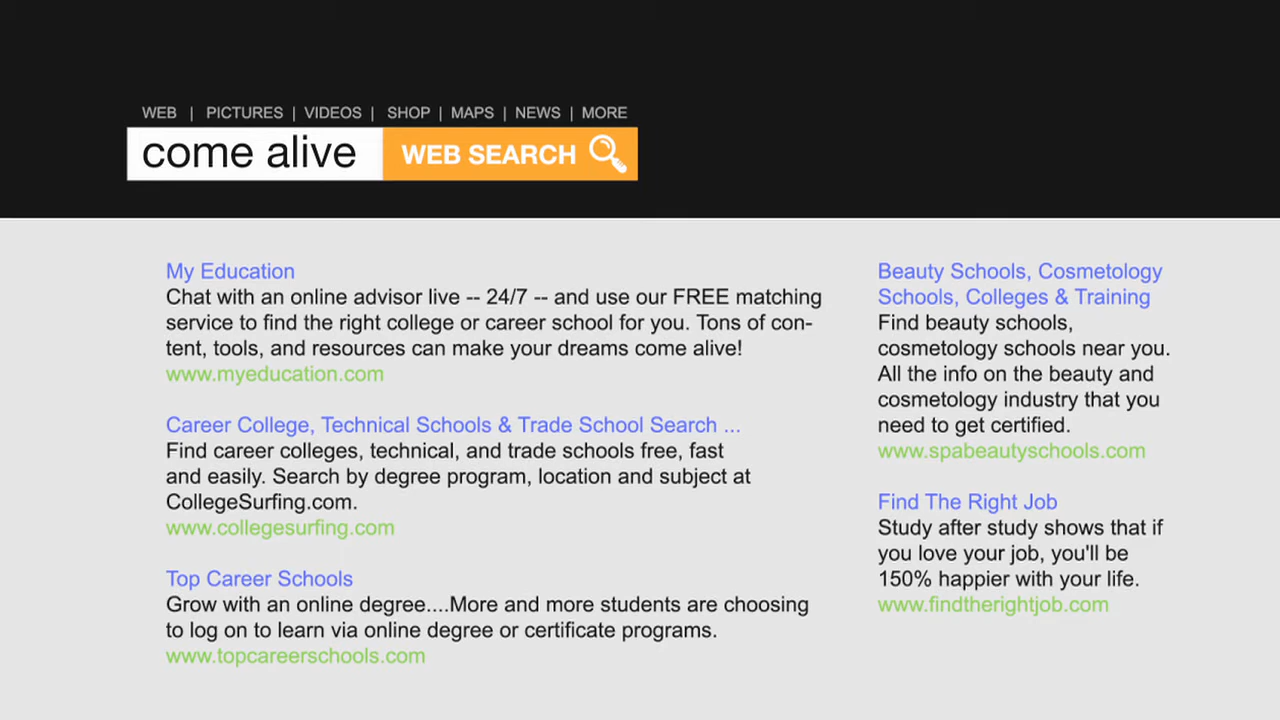 WEB | PICTURES | VIDEOS | SHOP | MAPS | NEWS | MORE
come alive WEB SEARCH
My Education
Chat with an online advisor live -- 24/7 -- and use our FREE matching
service to find the right college or career school for you. Tons of con-
tent, tools, and resources can make your dreams come alive!
www.myeducation.com
Career College, Technical Schools & Trade School Search ...
Find career colleges, technical, and trade schools free, fast
and easily. Search by degree program, location and subject at
CollegeSurfing.com.
www.collegesurfing.com
Top Career Schools
Grow with an online degree....More and more students are choosing
to log on to learn via online degree or certificate programs.
www.topcareerschools.com
Beauty Schools, Cosmetology
Schools, Colleges & Training
Find beauty schools,
cosmetology schools near you.
All the info on the beauty and
cosmetology industry that you
need to get certified.
www.spabeautyschools.com
Find The Right Job
Study after study shows that if
you love your job, you'll be
150% happier with your life.
www.findtherightjob.com